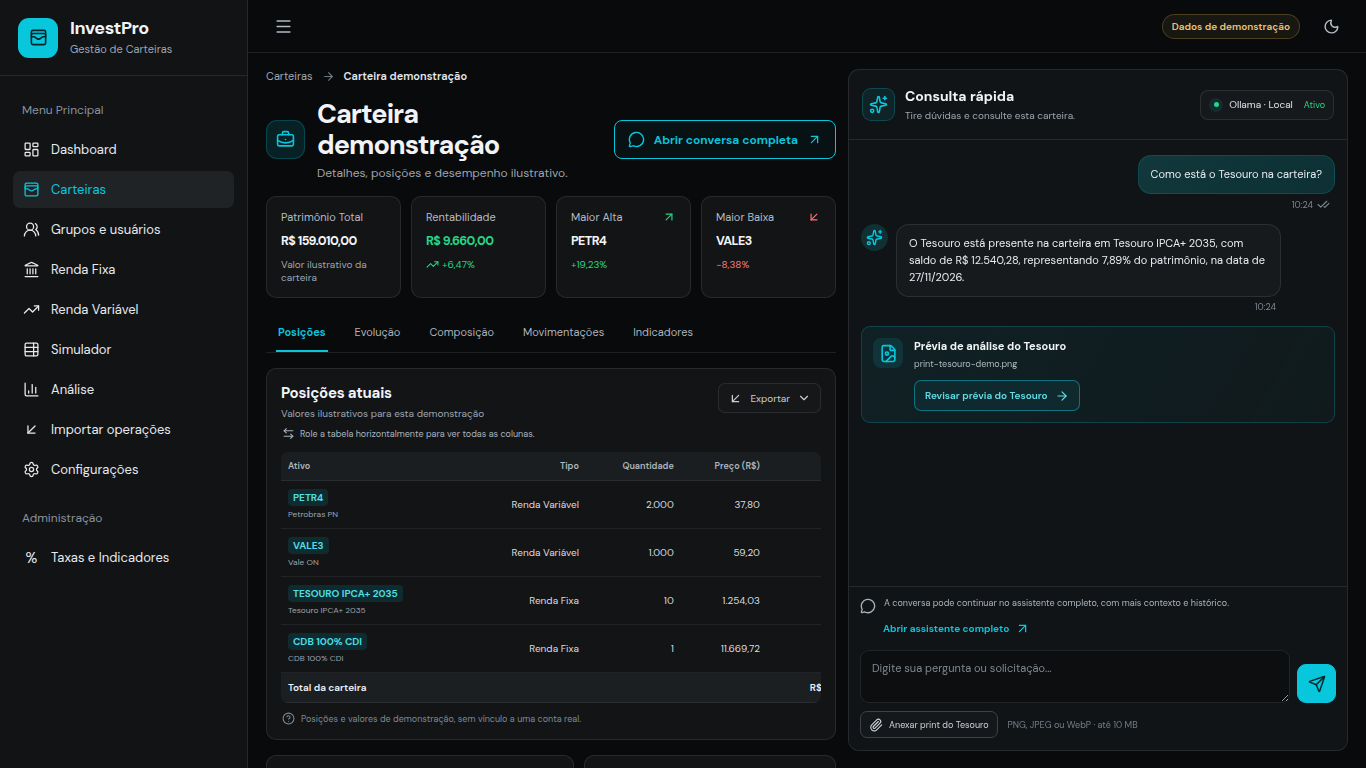 InvestPro
Gestão de Carteiras
Menu Principal
Dashboard
Carteiras
Grupos e usuários
Renda Fixa
Renda Variável
Simulador
Análise
Importar operações
Configurações
Administração
Taxas e Indicadores
Dados de demonstração
Carteiras → Carteira demonstração
Carteira
demonstração
Detalhes, posições e desempenho ilustrativo.
Abrir conversa completa
Patrimônio Total
R$ 159.010,00
Valor ilustrativo da
carteira
Rentabilidade
R$ 9.660,00
+6,47%
Maior Alta
PETR4
+19,23%
Maior Baixa
VALE3
-8,38%
Posições Evolução Composição Movimentações Indicadores
Posições atuais
Valores ilustrativos para esta demonstração
Exportar
Role a tabela horizontalmente para ver todas as colunas.
Ativo Tipo Quantidade Preço (R$)
PETR4
Petrobras PN
Renda Variável 2.000 37,80
VALE3
Vale ON
Renda Variável 1.000 59,20
TESOURO IPCA+ 2035
Tesouro IPCA+ 2035
Renda Fixa 10 1.254,03
CDB 100% CDI
CDB 100% CDI
Renda Fixa 1 11.669,72
Total da carteira R$
Posições e valores de demonstração, sem vínculo a uma conta real.
Consulta rápida
Tire dúvidas e consulte esta carteira.
Ollama · Local Ativo
Como está o Tesouro na carteira?
10:24
O Tesouro está presente na carteira em Tesouro IPCA+ 2035, com
saldo de R$ 12.540,28, representando 7,89% do patrimônio, na data de
27/11/2026.
10:24
Prévia de análise do Tesouro
print-tesouro-demo.png
Revisar prévia do Tesouro
A conversa pode continuar no assistente completo, com mais contexto e histórico.
Abrir assistente completo
Digite sua pergunta ou solicitação...
Anexar print do Tesouro
PNG, JPEG ou WebP · até 10 MB